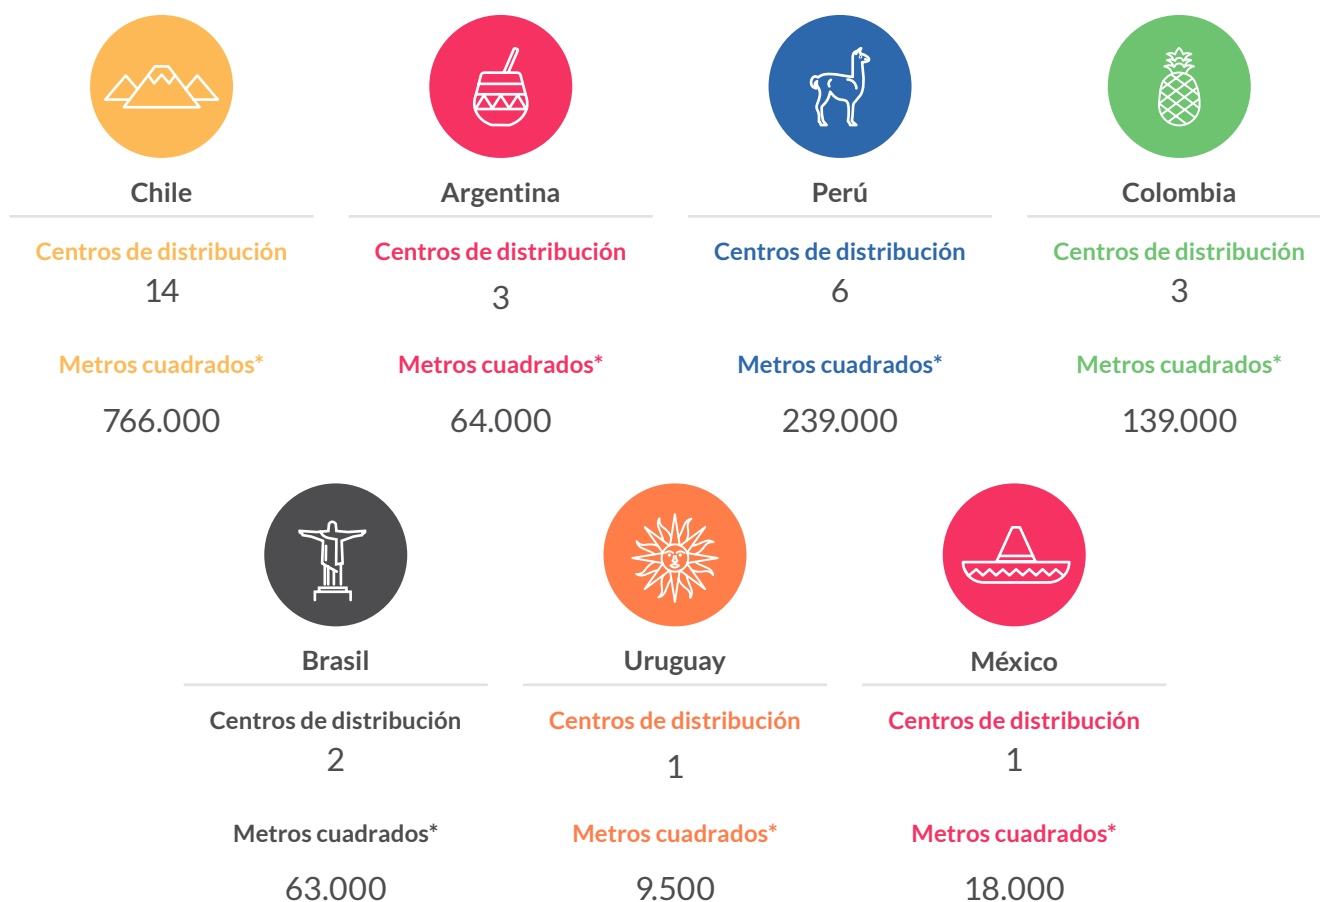 Chile
Argentina
Perú
Colombia
Centros de distribución
Centros de distribución
Centros de distribución
Centros de distribución
14
3
6
3
Metros cuadrados*
Metros cuadrados*
Metros cuadrados*
Metros cuadrados*
766.000
64.000
239.000
139.000
Brasil
Uruguay
México
Centros de distribución
Centros de distribución
Centros de distribución
2
1
1
Metros cuadrados*
Metros cuadrados*
Metros cuadrados*
63.000
9.500
18.000